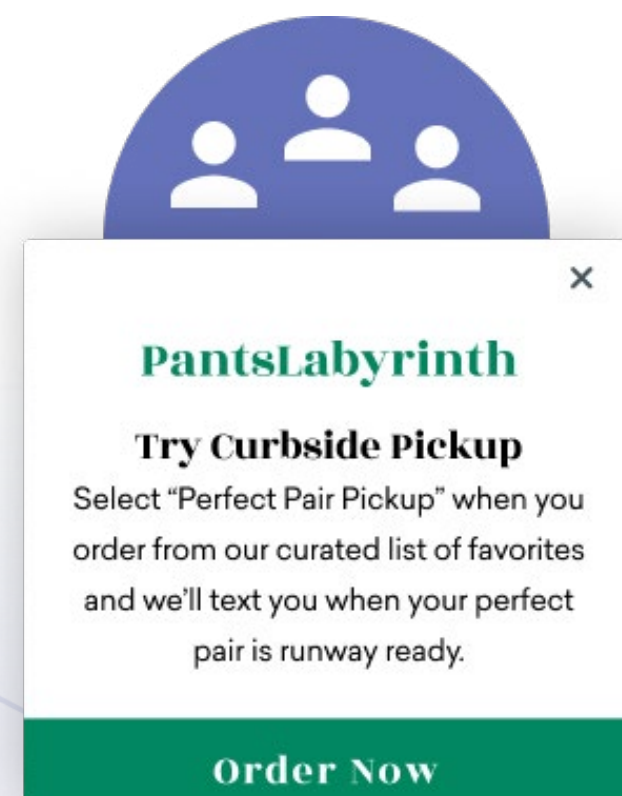 PantsLabyrinth
Try Curbside Pickup
Select “Perfect Pair Pickup” when you
order from our curated list of favorites
and we’ll text you when your perfect
pair is runway ready.
Order Now